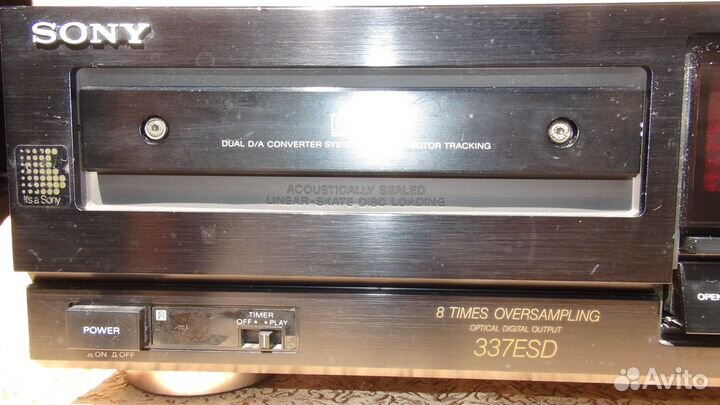 SONY
DUAL D/A CONVERTER SYSTEM MOTOR TRACKING
It's a Sony
ACOUSTICALLY SEALED
LINEAR-SKATE DISC LOADING
OPEN
8 TIMES OVERSAMPLING
OPTICAL DIGITAL OUTPUT
337ESD
TIMER
OFF PLAY
POWER
ON OFF
Avito